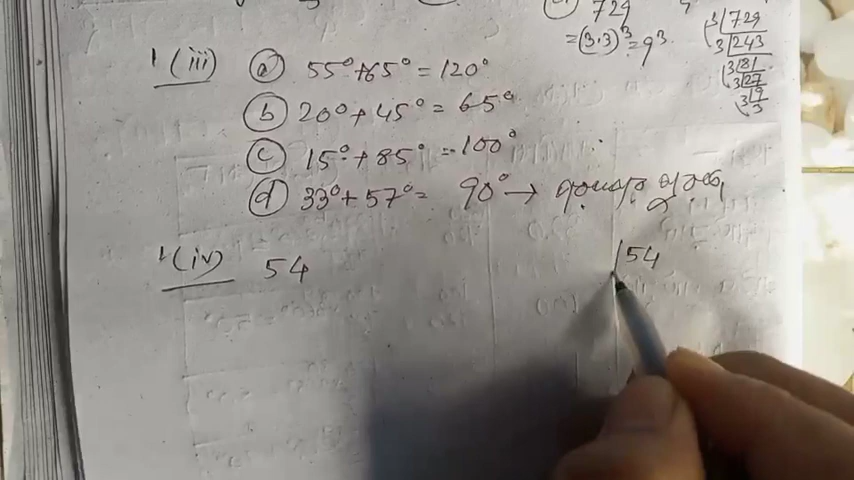 729
= (3.3)³ = 9³
3|729
3|243
3|81
3|27
3|9
3
1(iii) (a) 55° + 65° = 120°
(b) 20° + 45° = 65°
(c) 15° + 85° = 100°
(d) 33° + 57° = 90° →
1(iv) 54
54